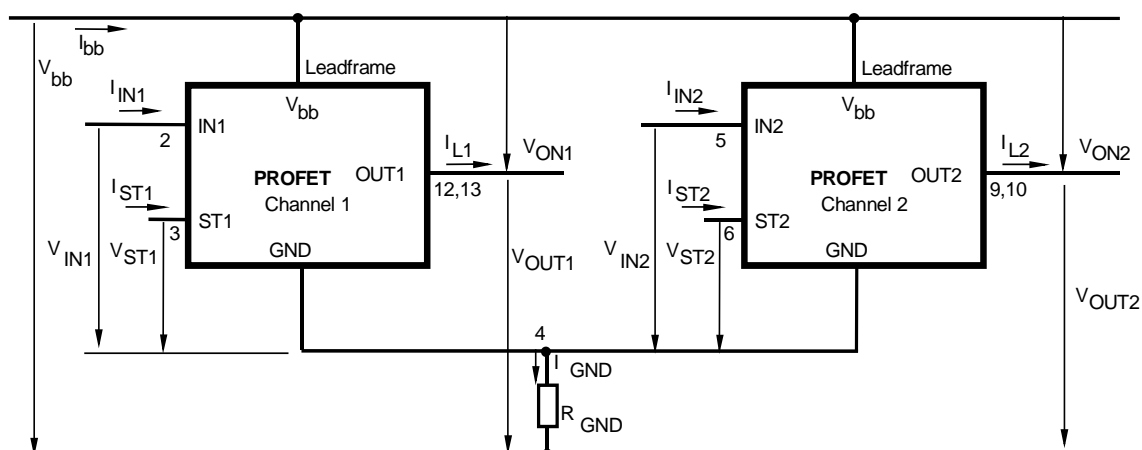 I bb
V bb
Leadframe
V bb
I IN1
2
IN1
I L1
V ON1
PROFET
OUT1
Channel 1
12,13
I ST1
3
ST1
GND
V IN1
V ST1
V OUT1
Leadframe
V bb
I IN2
5
IN2
I L2
V ON2
PROFET
OUT2
Channel 2
9,10
I ST2
6
ST2
GND
V IN2
V ST2
V OUT2
4
I GND
R GND